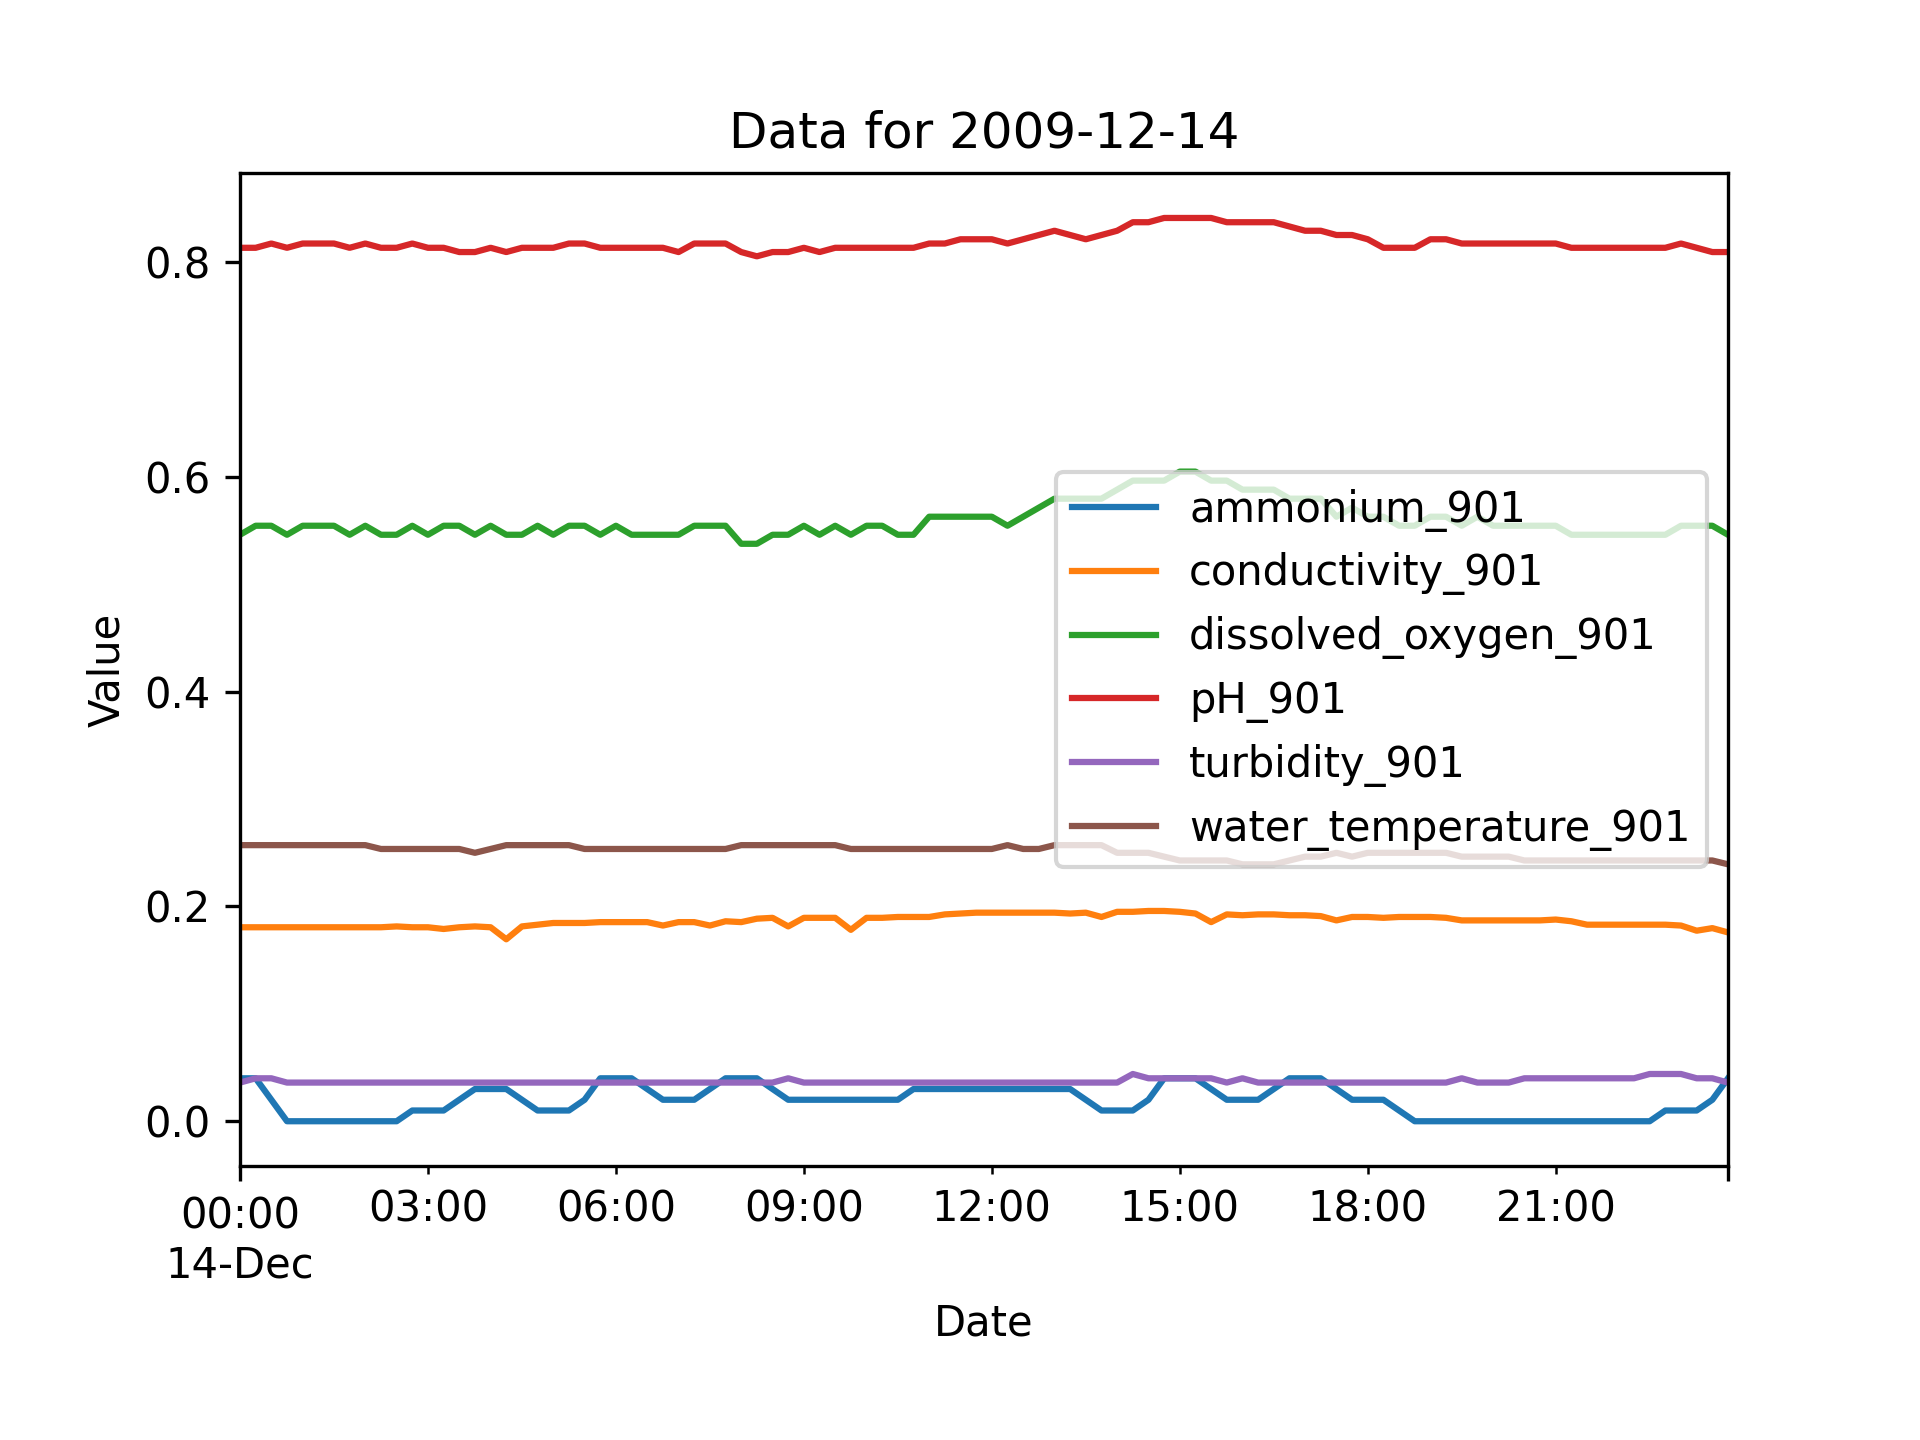 Data for 2009-12-14
0.8
0.6
0.4
0.2
0.0
Value
ammonium_901
conductivity_901
dissolved_oxygen_901
pH_901
turbidity_901
water_temperature_901
00:00 03:00 06:00 09:00 12:00 15:00 18:00 21:00
14-Dec
Date